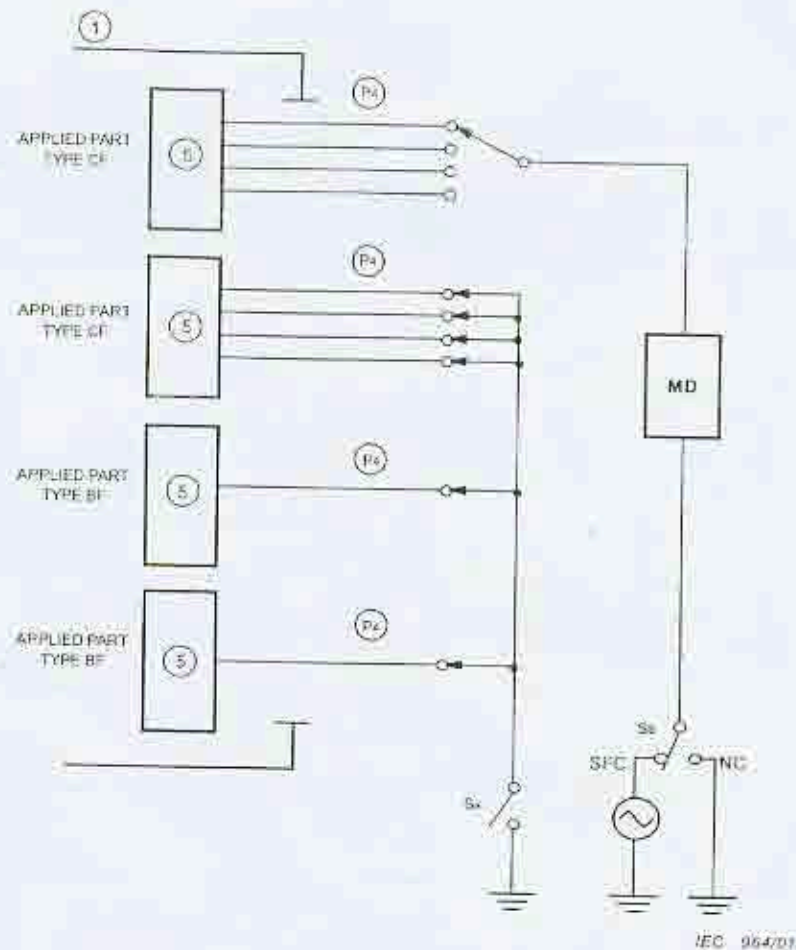 1
P4
APPLIED PART
TYPE CF
5
P4
APPLIED PART
TYPE CF
5
MD
P4
APPLIED PART
TYPE BF
5
P4
APPLIED PART
TYPE BF
5
SFC
NC
IEC 964/01